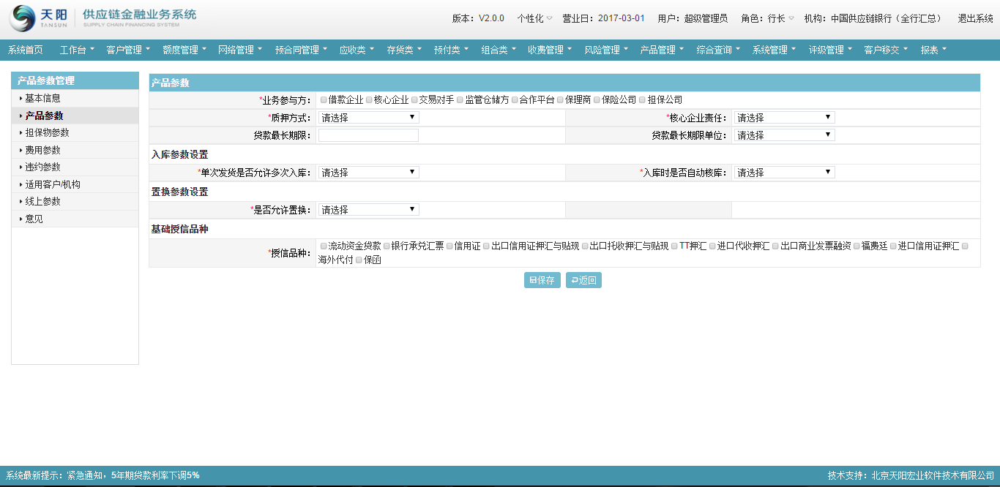 天阳 TANSUN 供应链金融业务系统 SUPPLY CHAIN FINANCING SYSTEM
版本：V2.0.0 个性化 营业日：2017-03-01 用户：超级管理员 角色：行长 机构：中国供应链银行（全行汇总） 退出系统
系统首页 工作台 客户管理 额度管理 网络管理 预合同管理 应收类 存货类 预付类 组合类 收费管理 风险管理 产品管理 综合查询 系统管理 评级管理 客户移交 报表
产品参数管理
基本信息
产品参数
担保物参数
费用参数
违约参数
适用客户/机构
线上参数
意见
产品参数
*业务参与方： 借款企业 核心企业 交易对手 监管仓储方 合作平台 保理商 保险公司 担保公司
*质押方式： 请选择 *核心企业责任： 请选择
贷款最长期限： 贷款最长期限单位： 请选择
入库参数设置
*单次发货是否允许多次入库： 请选择 *入库时是否自动核库： 请选择
置换参数设置
*是否允许置换： 请选择
基础授信品种
*授信品种： 流动资金贷款 银行承兑汇票 信用证 出口信用证押汇与贴现 出口托收押汇与贴现 TT押汇 进口代收押汇 出口商业发票融资 福费廷 进口信用证押汇
海外代付 保函
保存 返回
系统最新提示：紧急通知，5年期贷款利率下调5% 技术支持：北京天阳宏业软件技术有限公司